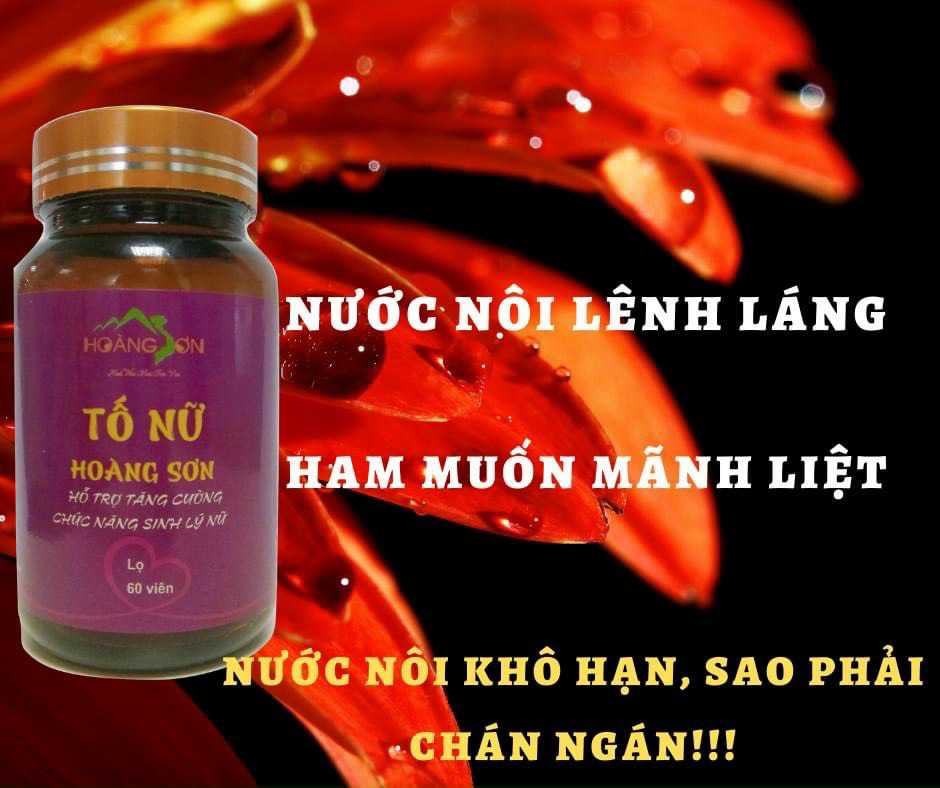 HOÀNG SƠN
TỐ NỮ
HOÀNG SƠN
HỖ TRỢ TĂNG CƯỜNG
CHỨC NĂNG SINH LÝ NỮ
Lọ
60 viên
NƯỚC NÔI LÊNH LÁNG
HAM MUỐN MÃNH LIỆT
NƯỚC NÔI KHÔ HẠN, SAO PHẢI
CHÁN NGÁN!!!